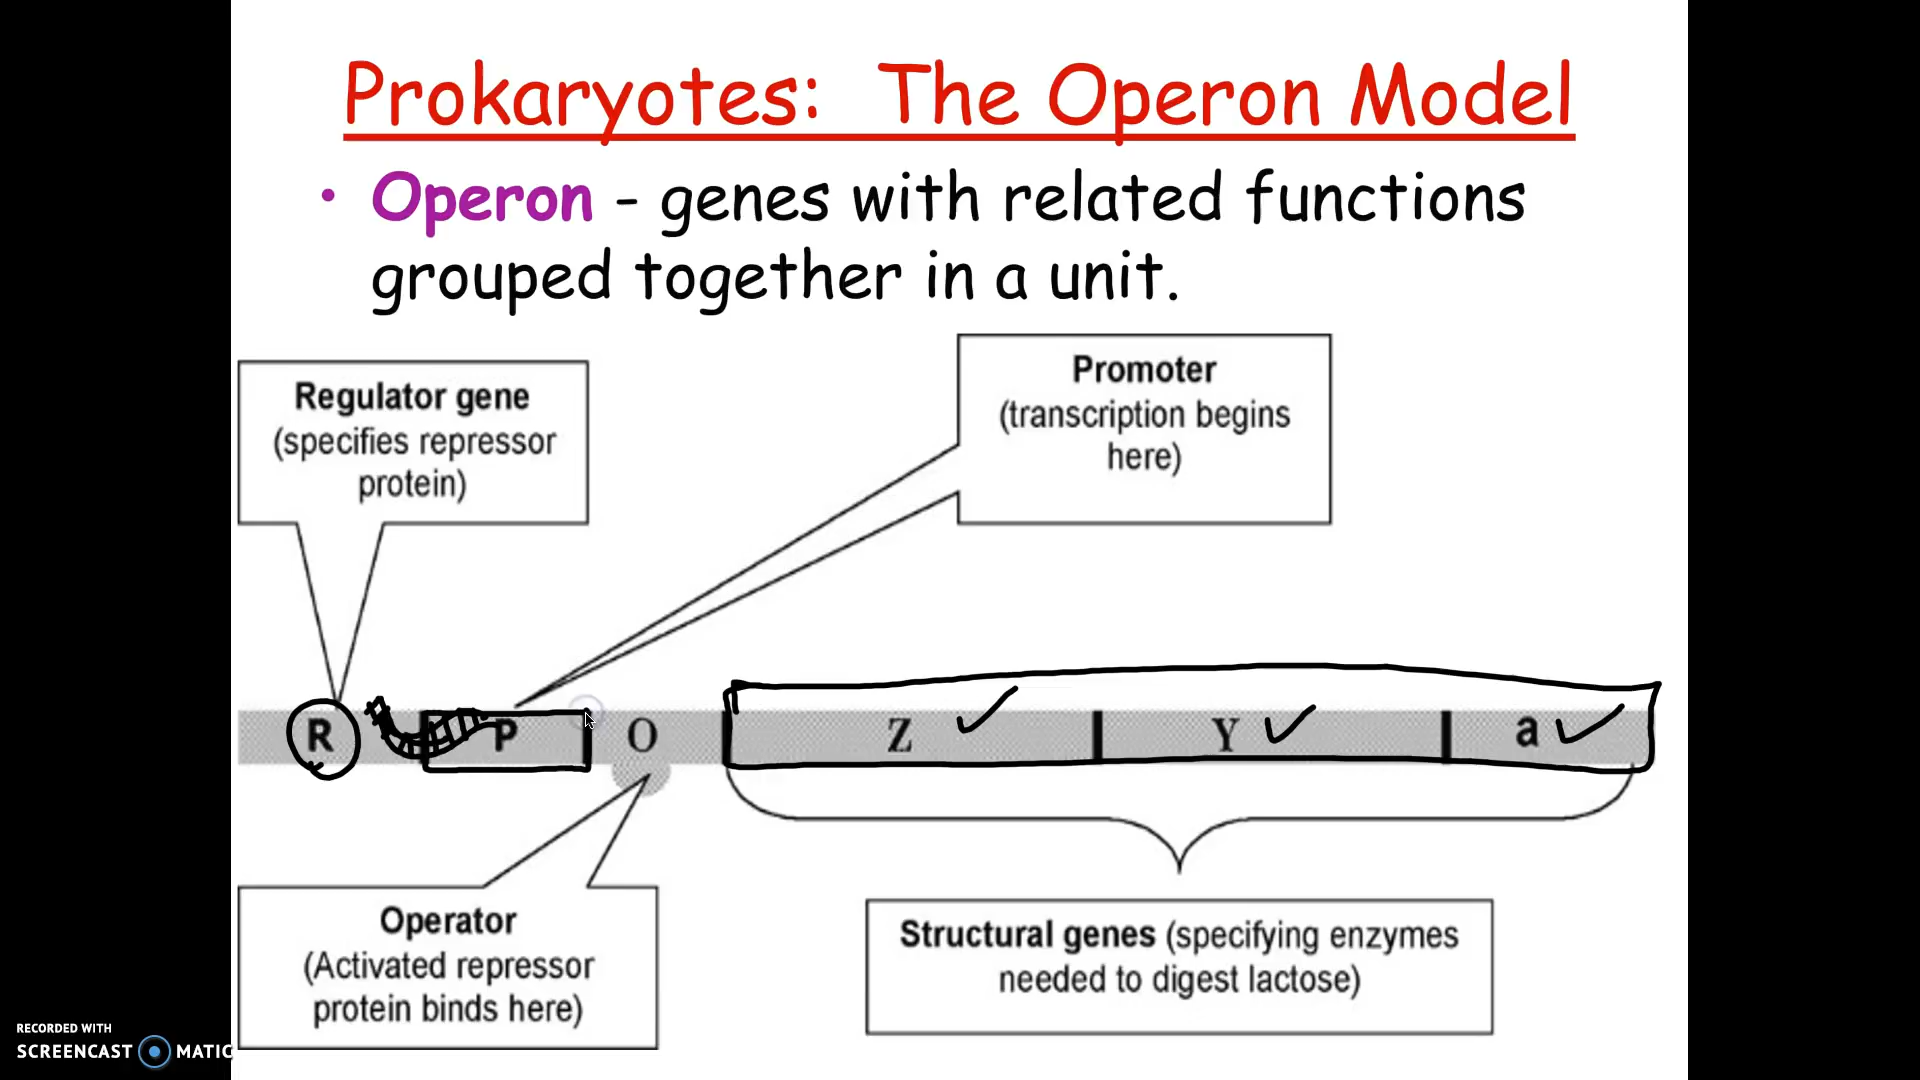 Prokaryotes: The Operon Model
• Operon - genes with related functions
grouped together in a unit.
Regulator gene
(specifies repressor
protein)
Promoter
(transcription begins
here)
R P O Z Y a
Operator
(Activated repressor
protein binds here)
Structural genes (specifying enzymes
needed to digest lactose)
RECORDED WITH
SCREENCAST MATIC